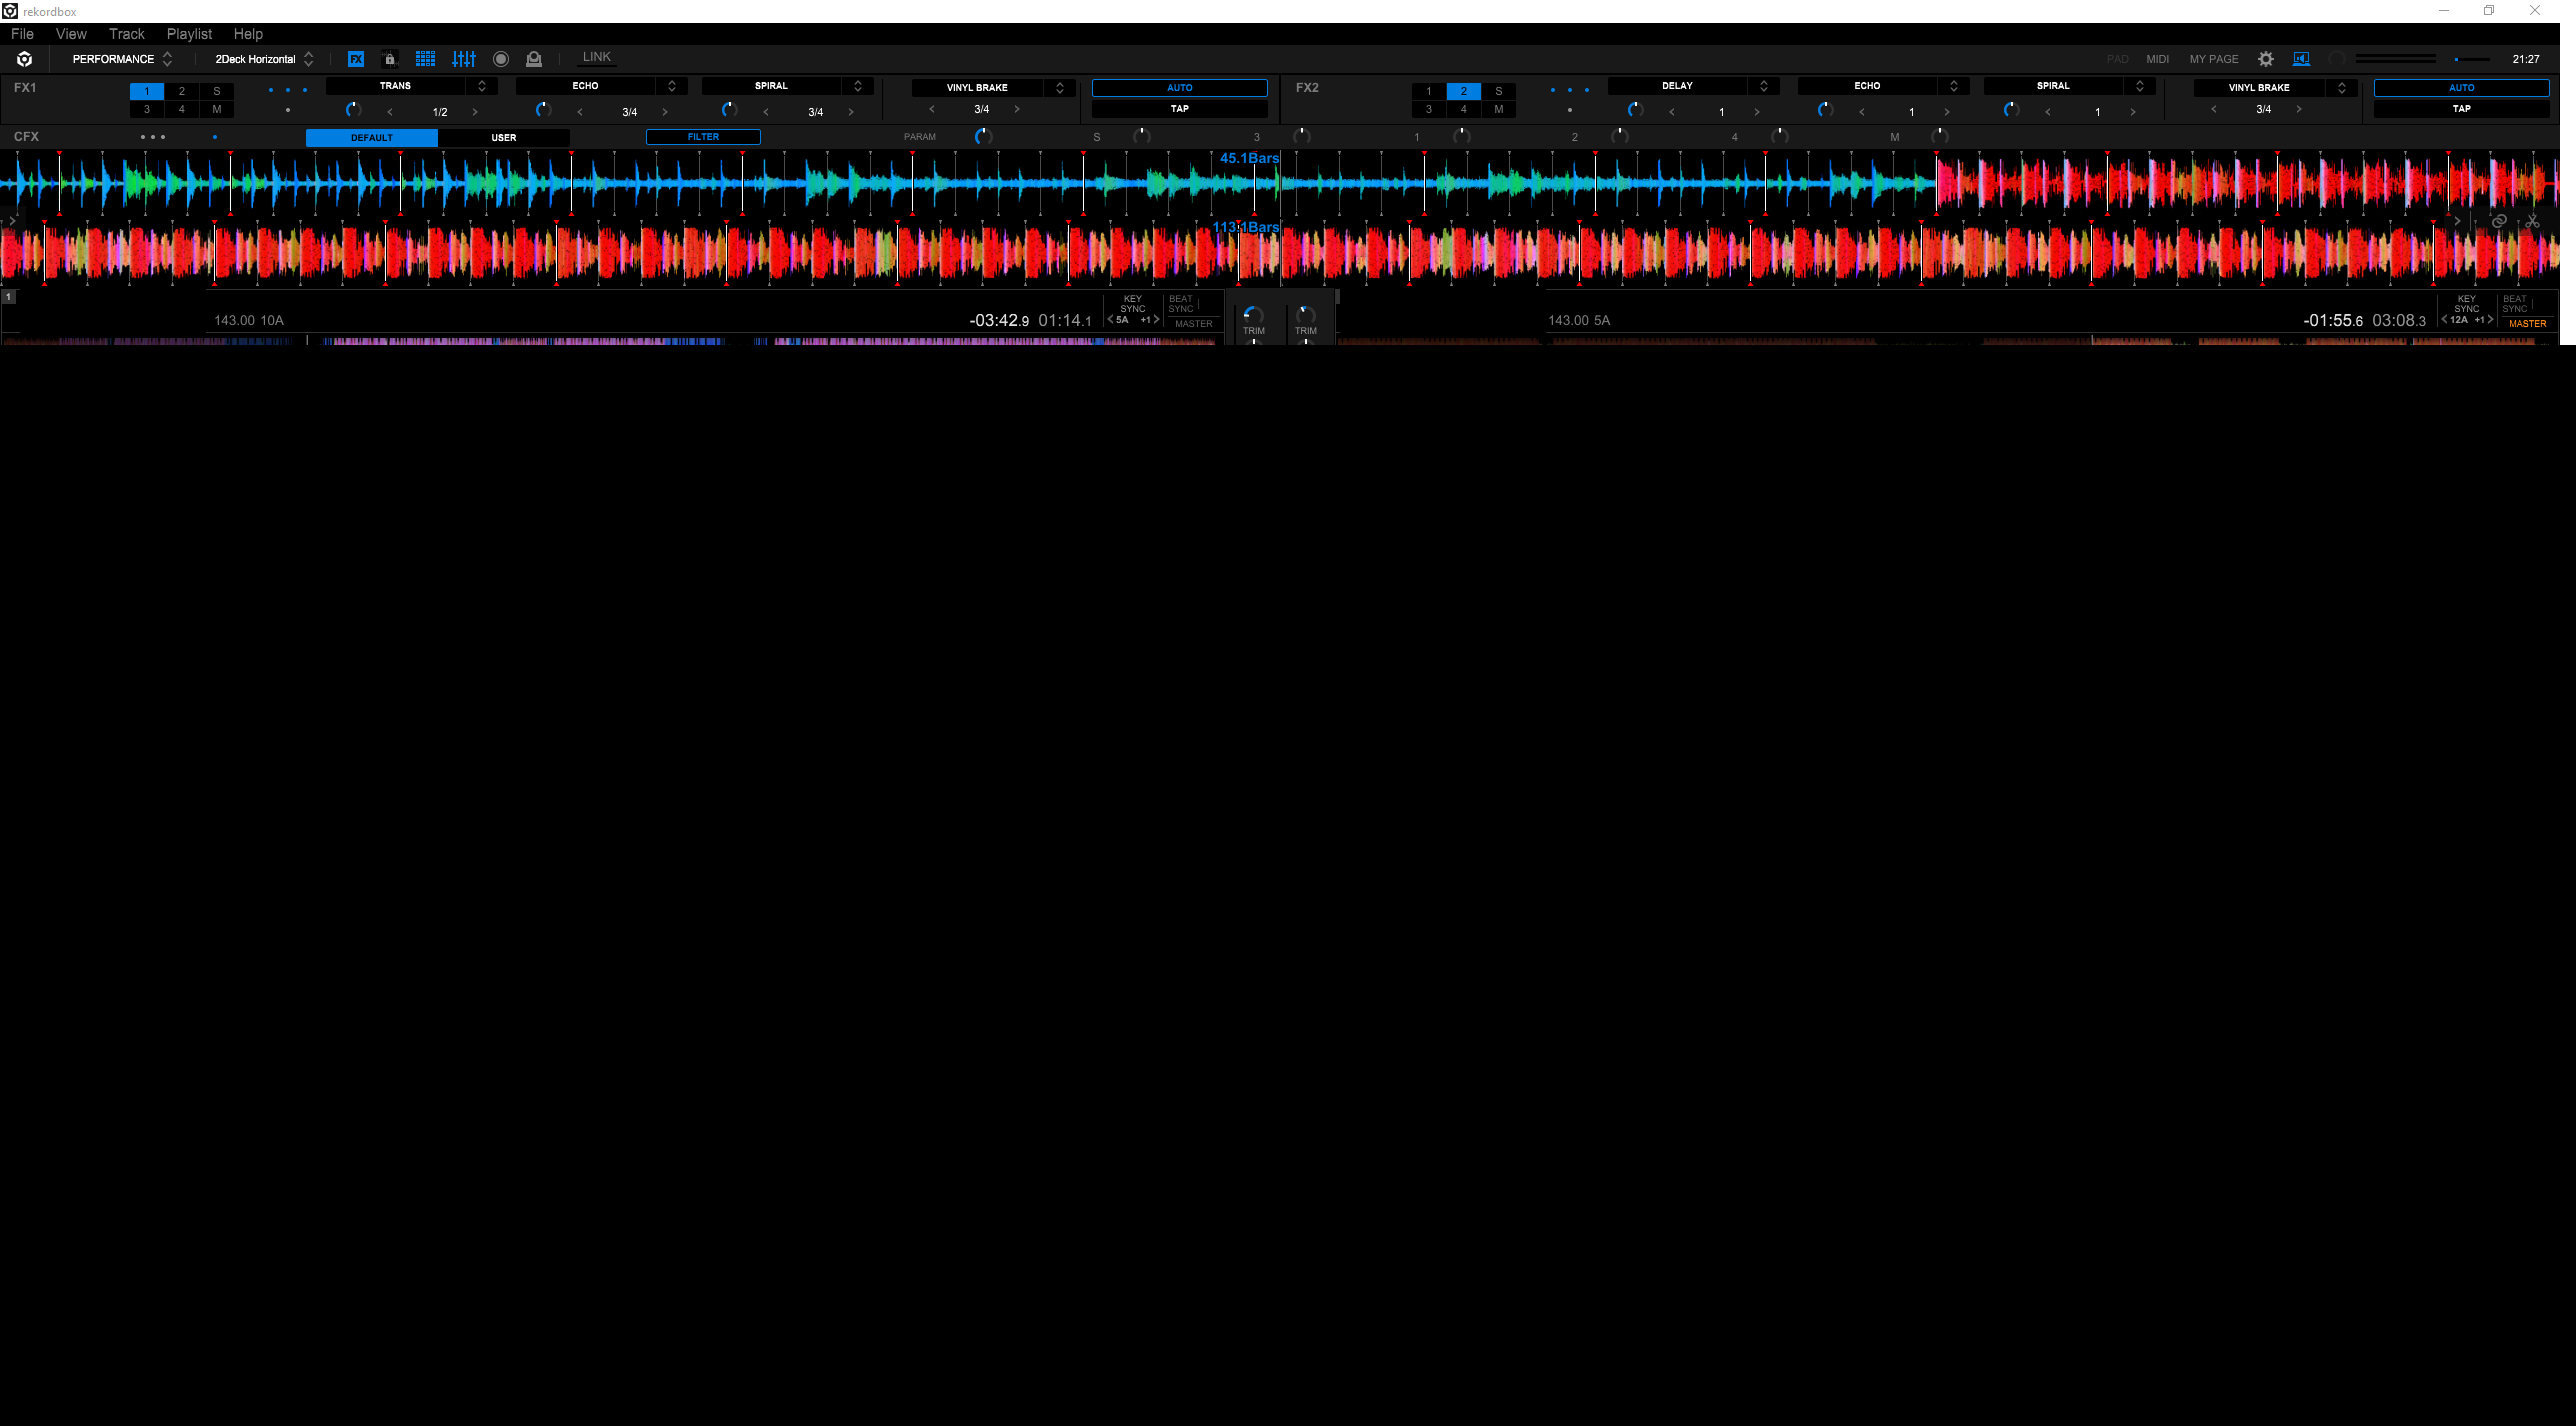 rekordbox
File View Track Playlist Help
PERFORMANCE 2Deck Horizontal FX LINK PAD MIDI MY PAGE 21:27
FX1 1 2 S TRANS ECHO SPIRAL VINYL BRAKE AUTO FX2 1 2 S DELAY ECHO SPIRAL VINYL BRAKE AUTO
3 4 M 1/2 3/4 3/4 3/4 TAP 3 4 M 1 1 1 3/4 TAP
CFX DEFAULT USER FILTER PARAM S 3 1 2 4 M
45.1Bars
113.1Bars
1 KEY SYNC BEAT SYNC KEY SYNC BEAT SYNC
143.00 10A -03:42.9 01:14.1 5A +1 MASTER TRIM TRIM 143.00 5A -01:55.6 03:08.3 12A +1 MASTER